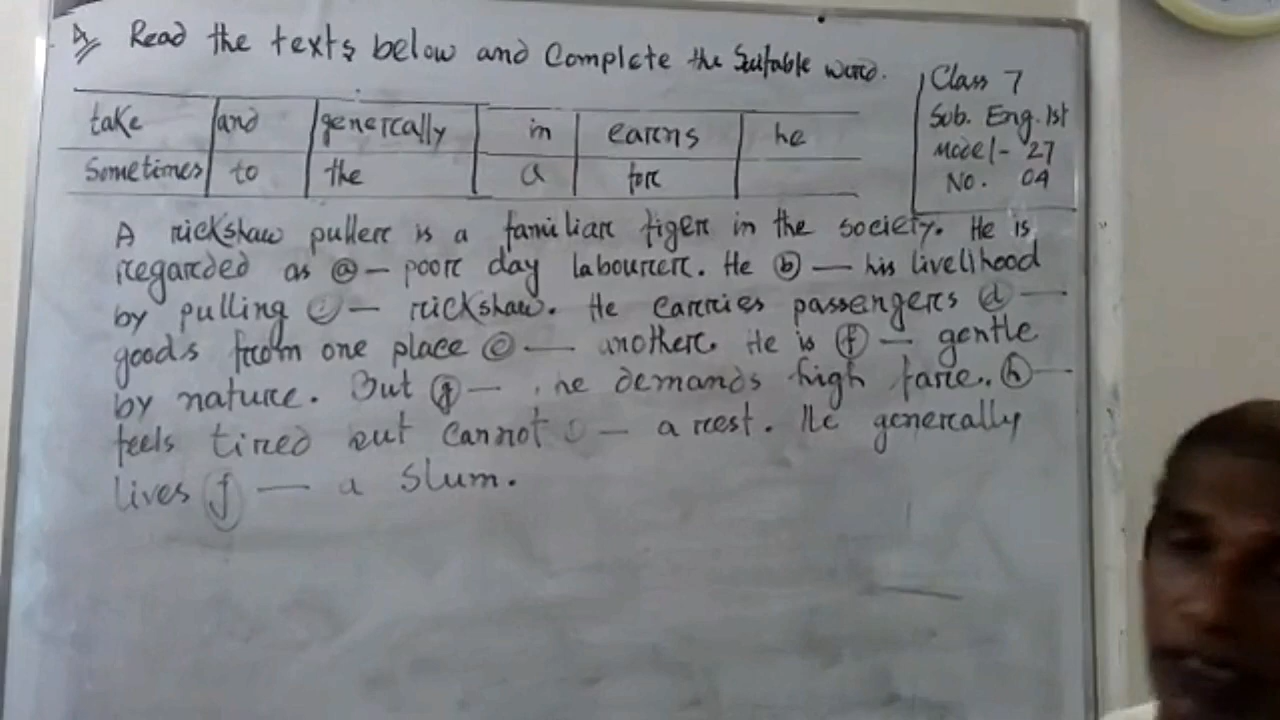 A Read the texts below and Complete the Suitable word.
Class 7
Sub. Eng. 1st
Model - 27
No. 04
take and generally in earns he
Sometimes to the a for
A rickshaw puller is a familiar figer in the society. He is
regarded as (a) — poor day labourer. He (b) — his livelihood
by pulling (c) — rickshaw. He carries passengers (d) —
goods from one place (e) — another. He is (f) — gentle
by nature. But (g) — he demands high fare. (h) —
feels tired but cannot (i) — a rest. He generally
lives (j) — a Slum.